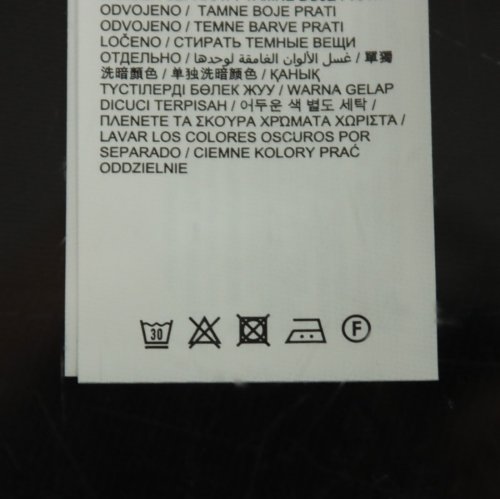 ODVOJENO / TAMNE BOJE PRATI
ODVOJENO / TEMNE BARVE PRATI
LOČENO / СТИРАТЬ ТЕМНЫЕ ВЕЩИ
ОТДЕЛЬНО / غسل الألوان الغامقة لوحدها / 單獨
洗暗顏色 / 单独洗暗顏色 / ҚАНЫҚ
ТҮСТІЛЕРДІ БӨЛЕК ЖУУ / WARNA GELAP
DICUCI TERPISAH / 어두운 색 별도 세탁 /
ΠΛΕΝΕΤΕ ΤΑ ΣΚΟΥΡΑ ΧΡΩΜΑΤΑ ΧΩΡΙΣΤΑ /
LAVAR LOS COLORES OSCUROS POR
SEPARADO / CIEMNE KOLORY PRAĆ
ODDZIELNIE
30 F